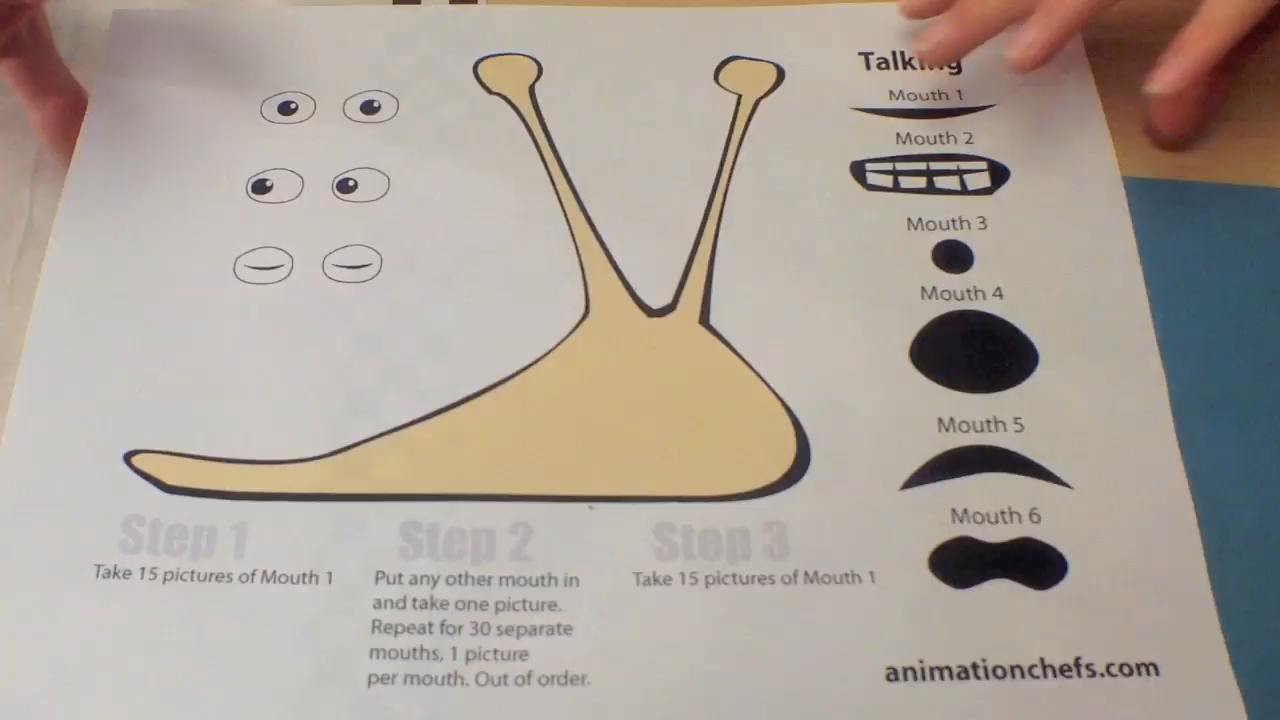 Talking
Mouth 1
Mouth 2
Mouth 3
Mouth 4
Mouth 5
Mouth 6
Step 1
Take 15 pictures of Mouth 1
Step 2
Put any other mouth in
and take one picture.
Repeat for 30 separate
mouths, 1 picture
per mouth. Out of order.
Step 3
Take 15 pictures of Mouth 1
animationchefs.com